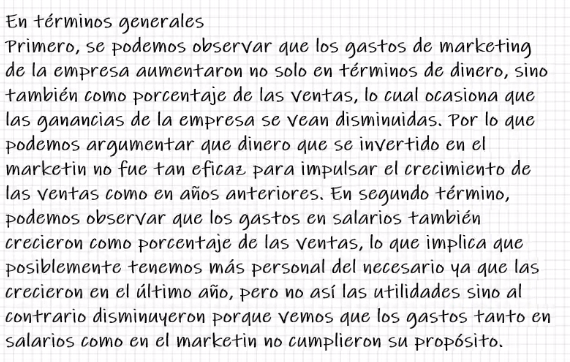 En términos generales
Primero, se podemos observar que los gastos de marketing
de la empresa aumentaron no solo en términos de dinero, sino
también como porcentaje de las ventas, lo cual ocasiona que
las ganancias de la empresa se vean disminuidas. Por lo que
podemos argumentar que dinero que se invertido en el
marketin no fue tan eficaz para impulsar el crecimiento de
las ventas como en años anteriores. En segundo término,
podemos observar que los gastos en salarios también
crecieron como porcentaje de las ventas, lo que implica que
posiblemente tenemos más personal del necesario ya que las
crecieron en el último año, pero no así las utilidades sino al
contrario disminuyeron porque vemos que los gastos tanto en
salarios como en el marketin no cumplieron su propósito.